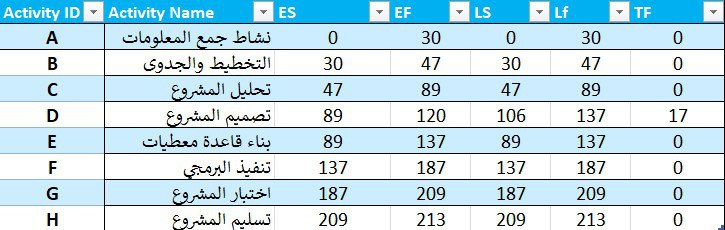 Activity ID Activity Name ES EF LS Lf TF
A نشاط جمع المعلومات 0 30 0 30 0
B التخطيط والجدوى 30 47 30 47 0
C تحليل المشروع 47 89 47 89 0
D تصميم المشروع 89 120 106 137 17
E بناء قاعدة معطيات 89 137 89 137 0
F تنفيذ البرمجي 137 187 137 187 0
G اختبار المشروع 187 209 187 209 0
H تسليم المشروع 209 213 209 213 0